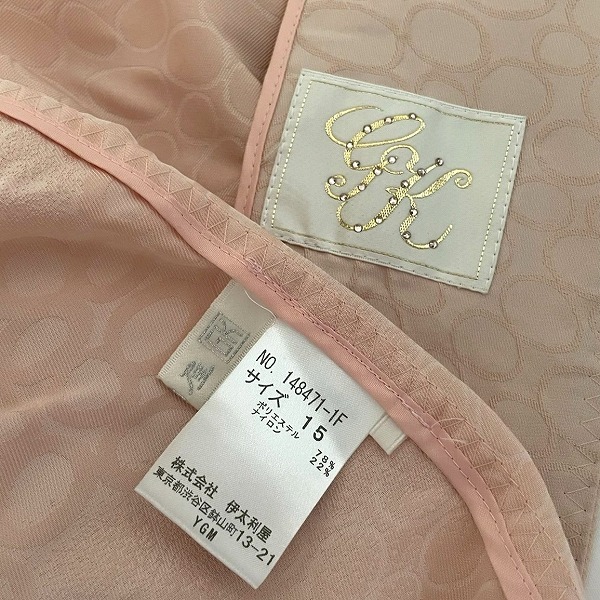 GK
NO. 148471-1F
サイズ 15
ポリエステル 78%
ナイロン 22%
株式会社 伊太利屋
東京都渋谷区鉢山町13-21
YGM